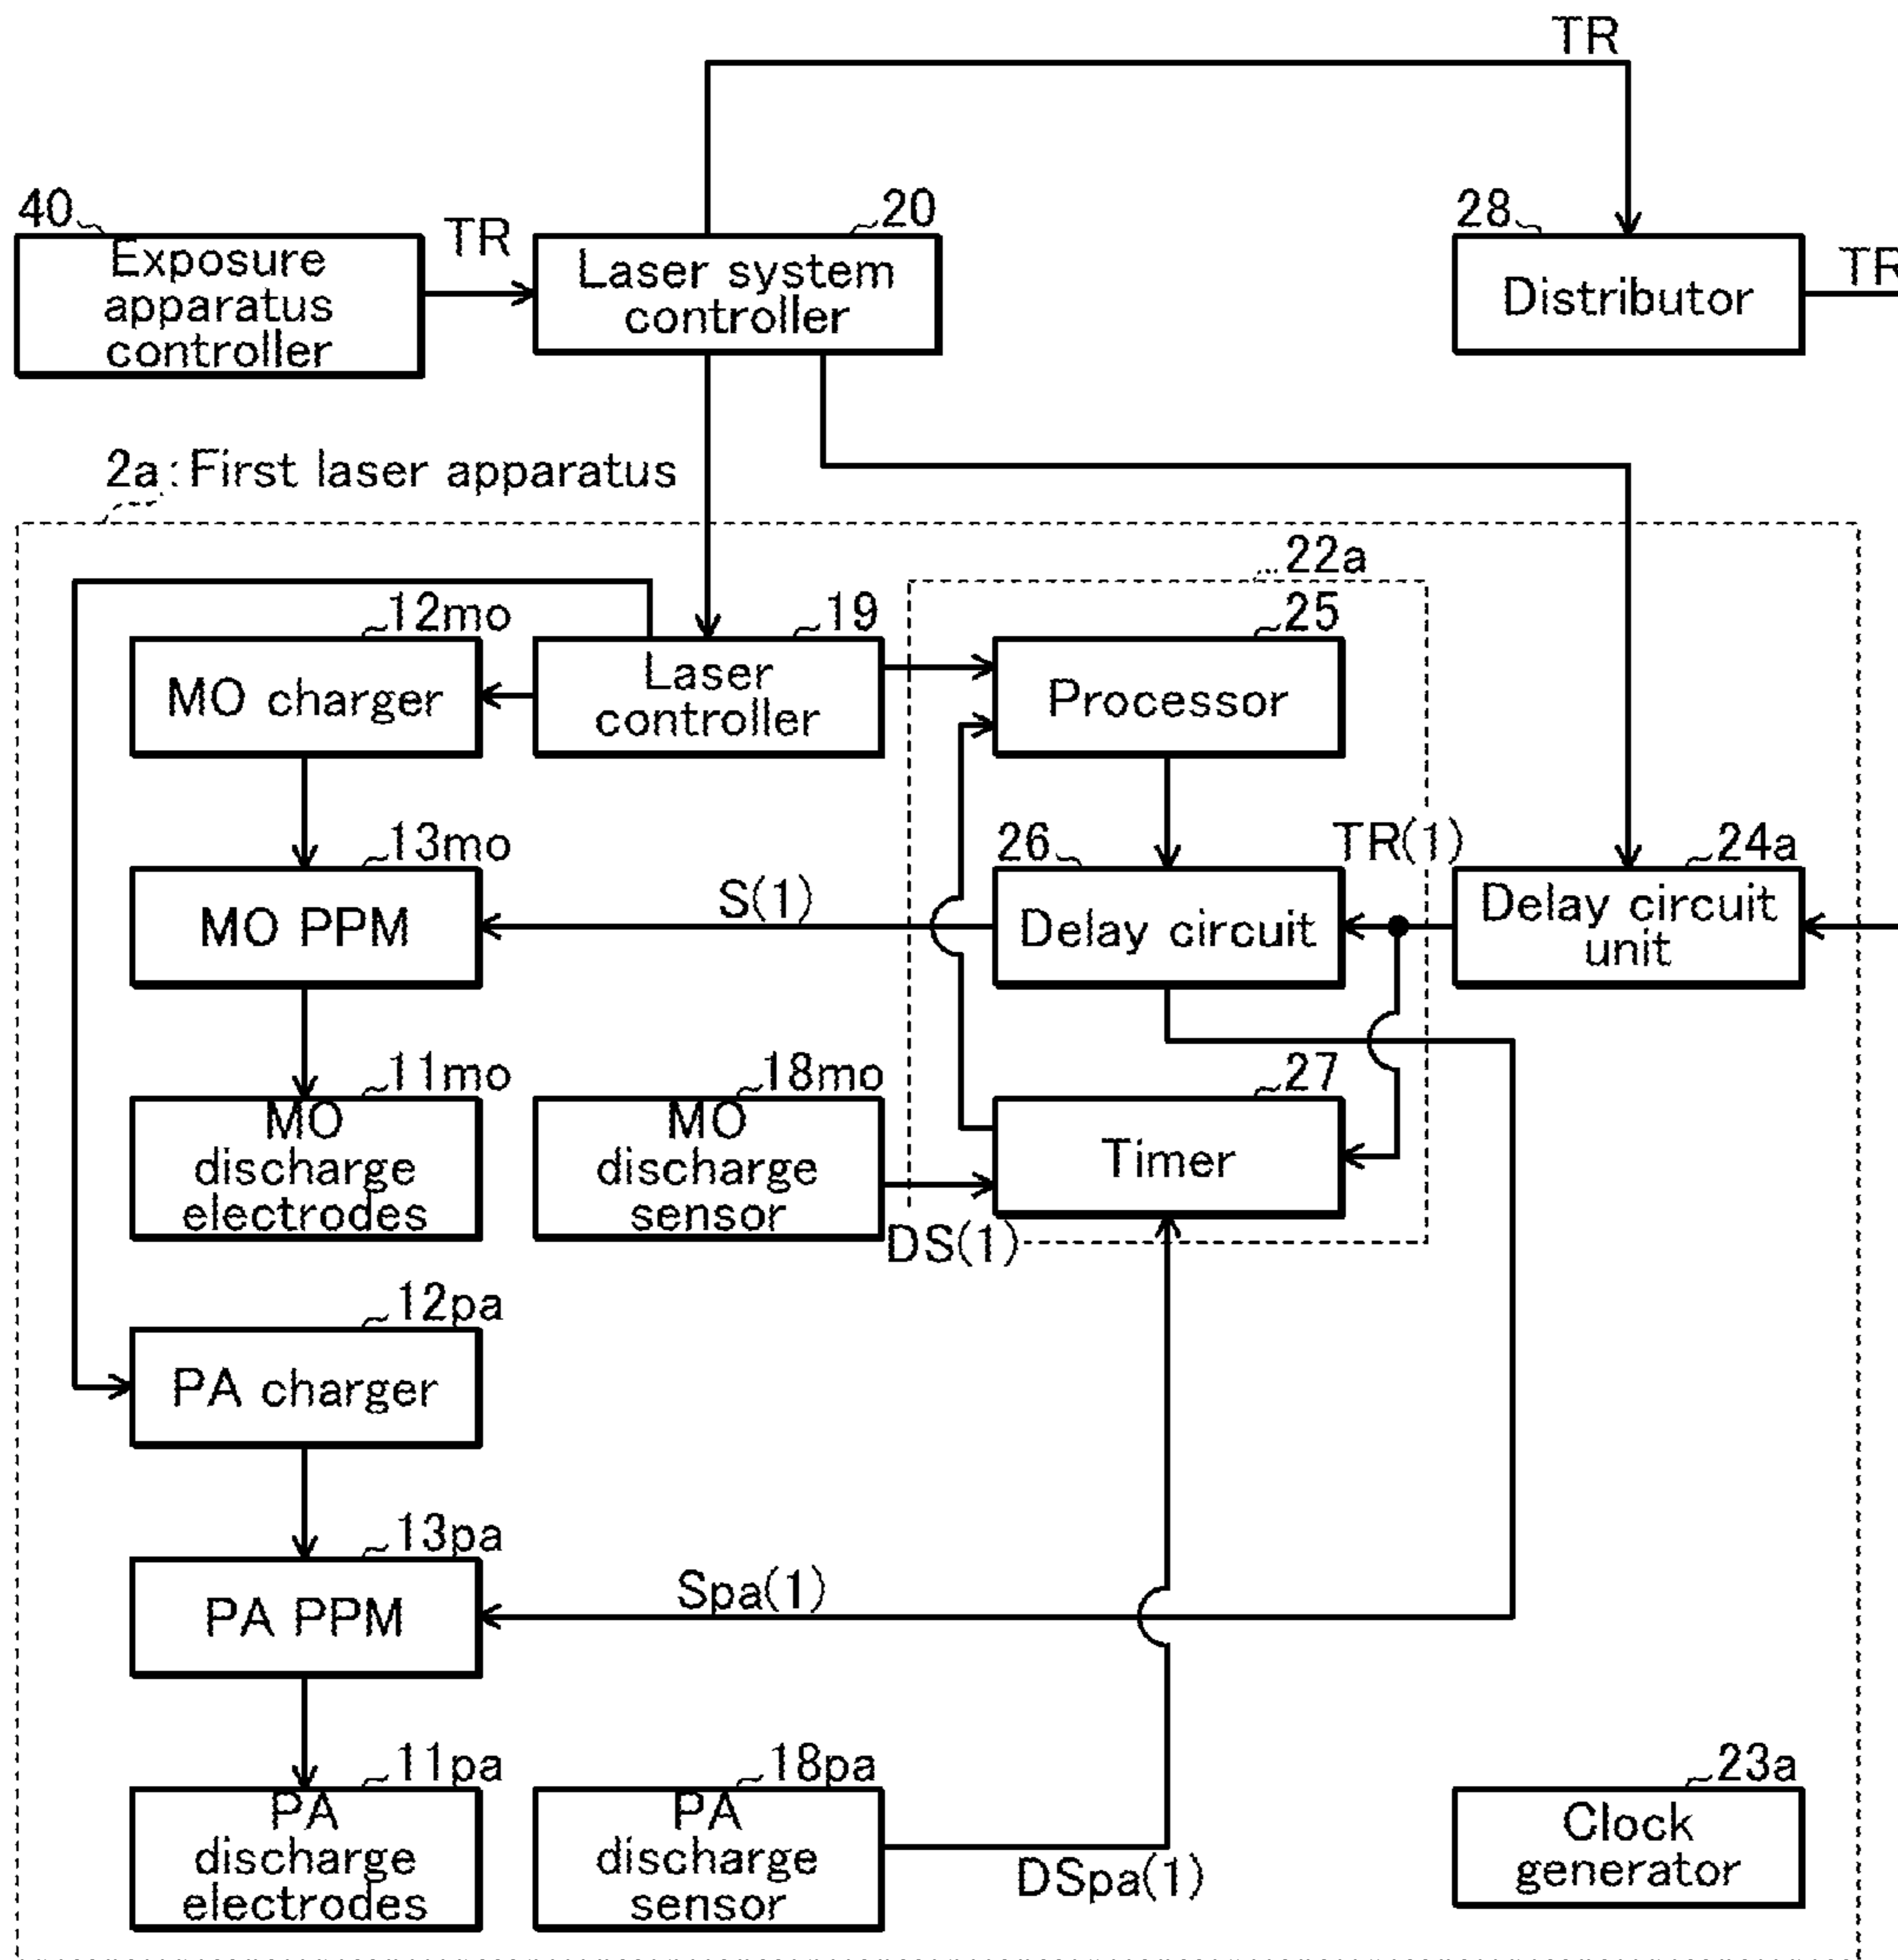 TR
40
TR
20
28
TR
Exposure
apparatus
controller
Laser system
controller
Distributor
2a : First laser apparatus
22a
12mo
19
25
MO charger
Laser
controller
Processor
13mo
S(1)
26
TR(1)
24a
MO PPM
Delay circuit
Delay circuit
unit
11mo
18mo
27
MO
discharge
electrodes
MO
discharge
sensor
Timer
DS(1)
12pa
PA charger
13pa
Spa(1)
PA PPM
11pa
18pa
23a
PA
discharge
electrodes
PA
discharge
sensor
DSpa(1)
Clock
generator